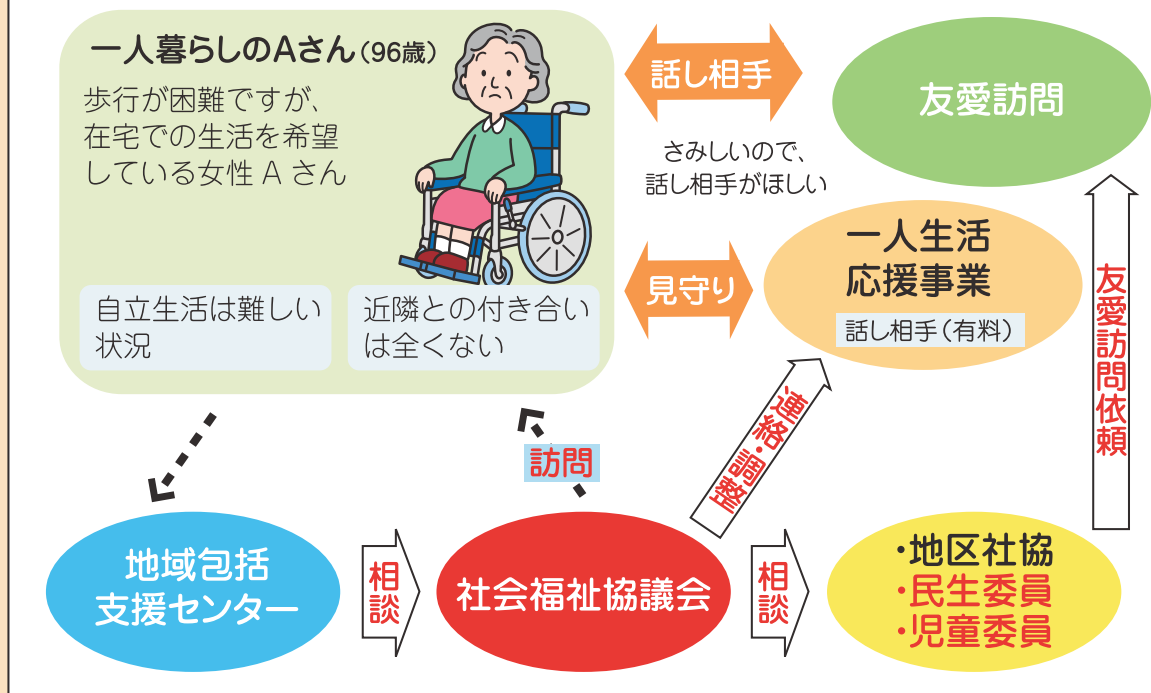 一人暮らしのAさん（96歳）
歩行が困難ですが、
在宅での生活を希望
している女性 A さん
自立生活は難しい
状況
近隣との付き合い
は全くない
話し相手
さみしいので、
話し相手がほしい
友愛訪問
見守り
一人生活
応援事業
話し相手（有料）
友愛訪問依頼
訪問
連絡・調整
地域包括
支援センター
相談
社会福祉協議会
相談
・地区社協
・民生委員
・児童委員